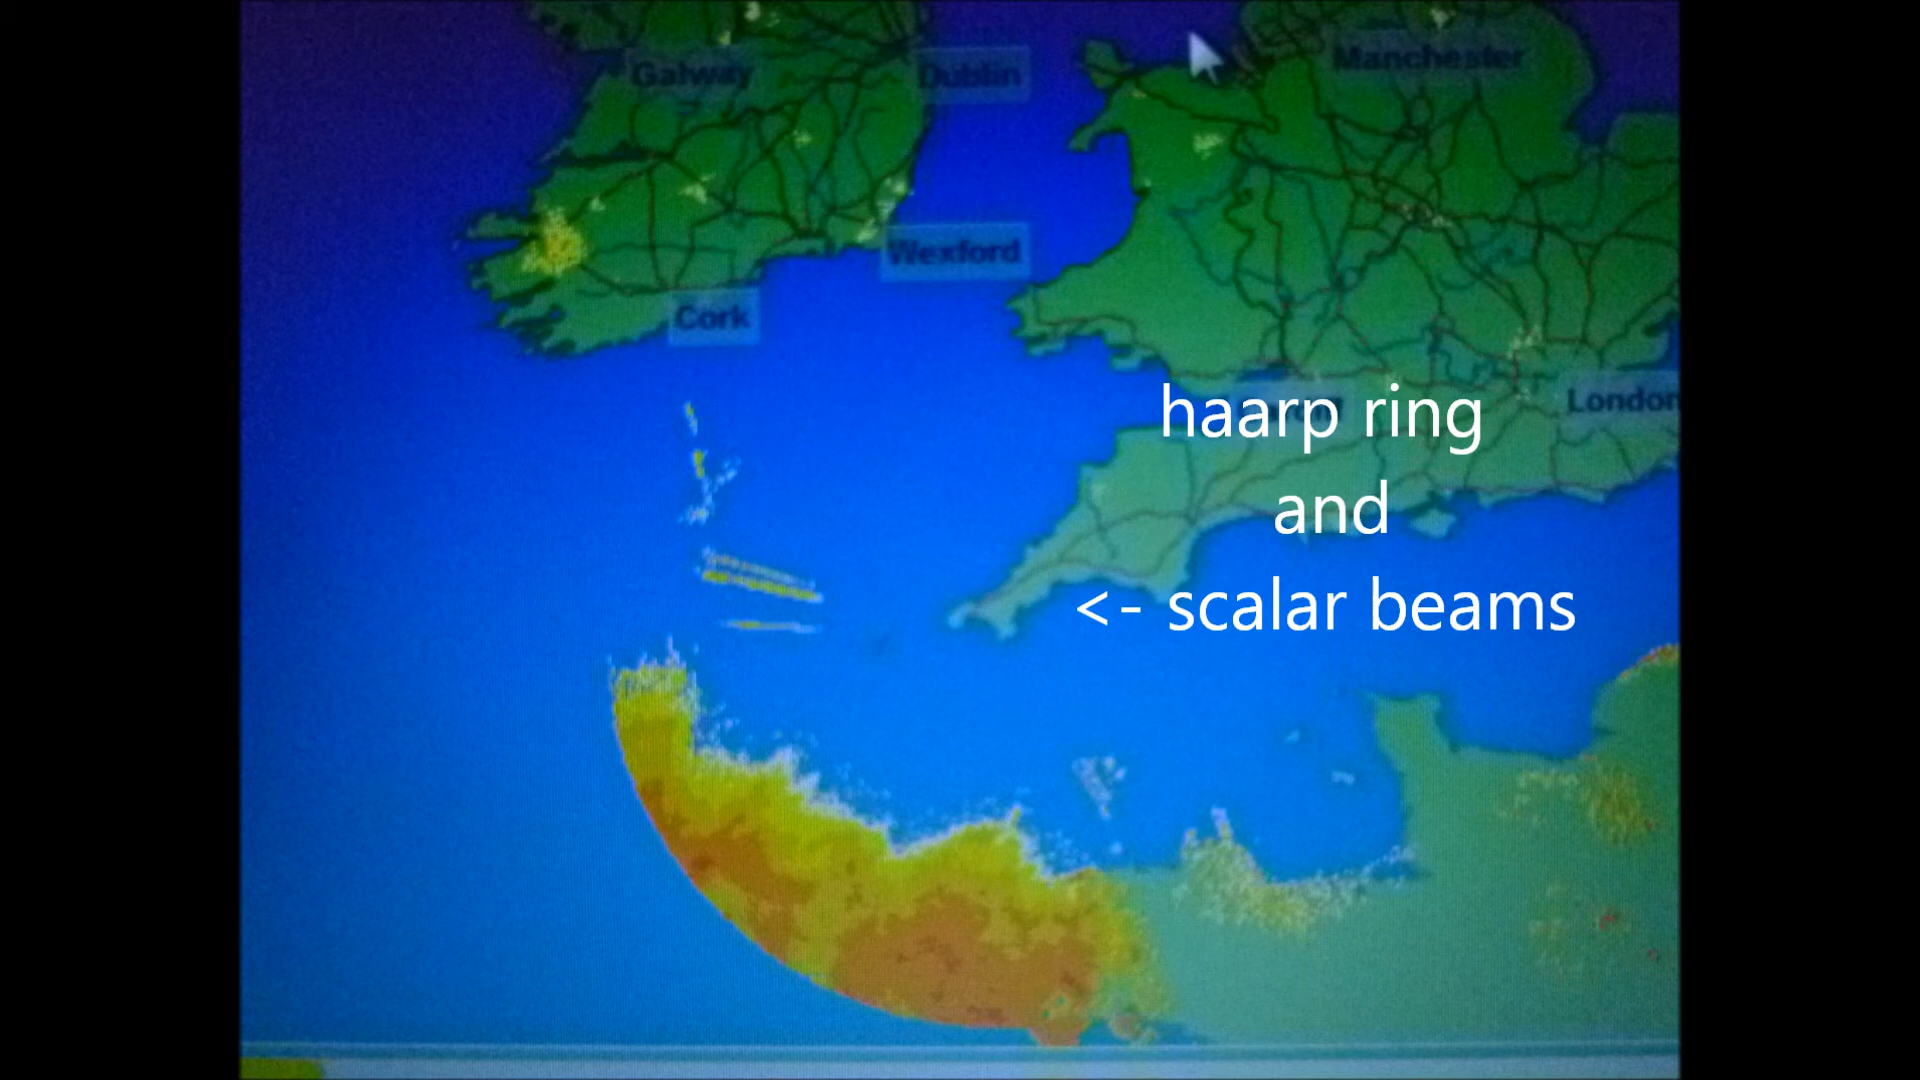 Galway
Dublin
Manchester
Wexford
Cork
London
haarp ring
and
<- scalar beams